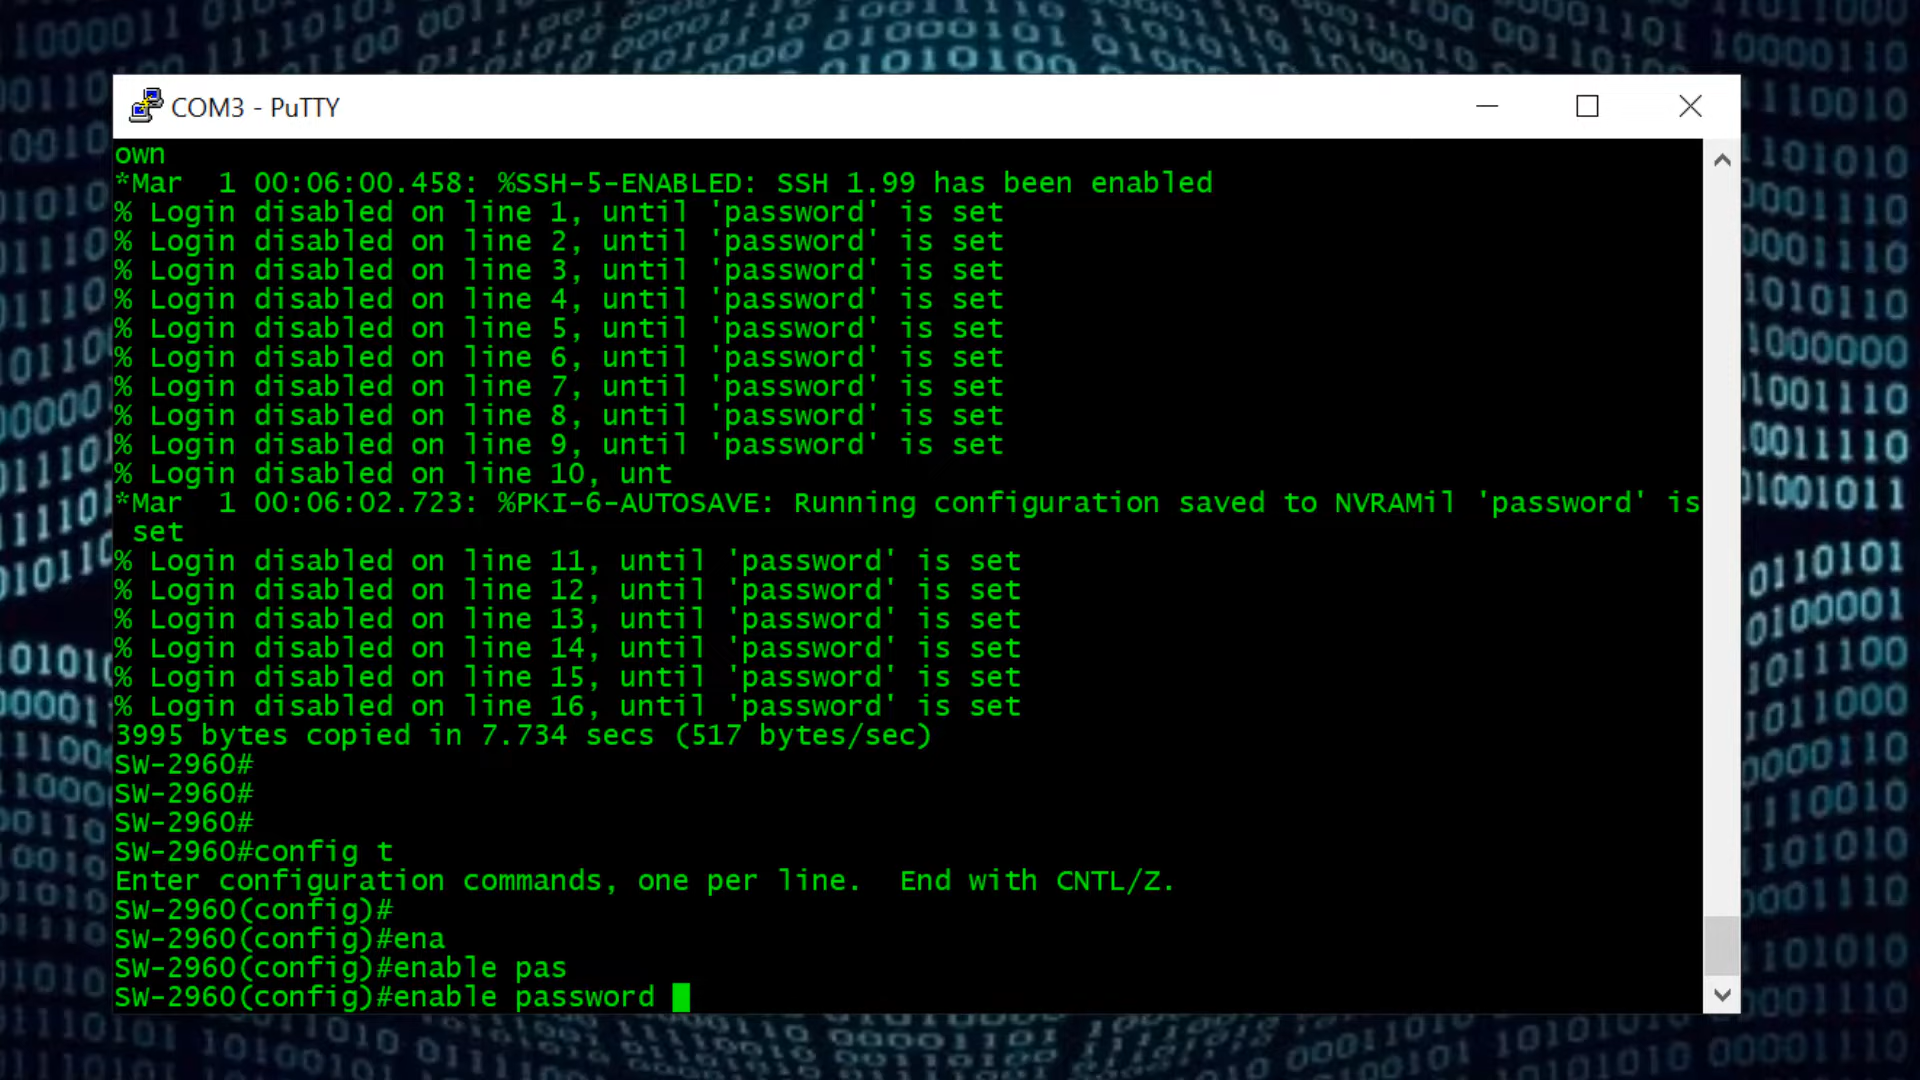 COM3 - PuTTY
own
*Mar  1 00:06:00.458: %SSH-5-ENABLED: SSH 1.99 has been enabled
% Login disabled on line 1, until 'password' is set
% Login disabled on line 2, until 'password' is set
% Login disabled on line 3, until 'password' is set
% Login disabled on line 4, until 'password' is set
% Login disabled on line 5, until 'password' is set
% Login disabled on line 6, until 'password' is set
% Login disabled on line 7, until 'password' is set
% Login disabled on line 8, until 'password' is set
% Login disabled on line 9, until 'password' is set
% Login disabled on line 10, unt
*Mar  1 00:06:02.723: %PKI-6-AUTOSAVE: Running configuration saved to NVRAMil 'password' is
 set
% Login disabled on line 11, until 'password' is set
% Login disabled on line 12, until 'password' is set
% Login disabled on line 13, until 'password' is set
% Login disabled on line 14, until 'password' is set
% Login disabled on line 15, until 'password' is set
% Login disabled on line 16, until 'password' is set
3995 bytes copied in 7.734 secs (517 bytes/sec)
SW-2960#
SW-2960#
SW-2960#
SW-2960#config t
Enter configuration commands, one per line.  End with CNTL/Z.
SW-2960(config)#
SW-2960(config)#ena
SW-2960(config)#enable pas
SW-2960(config)#enable password